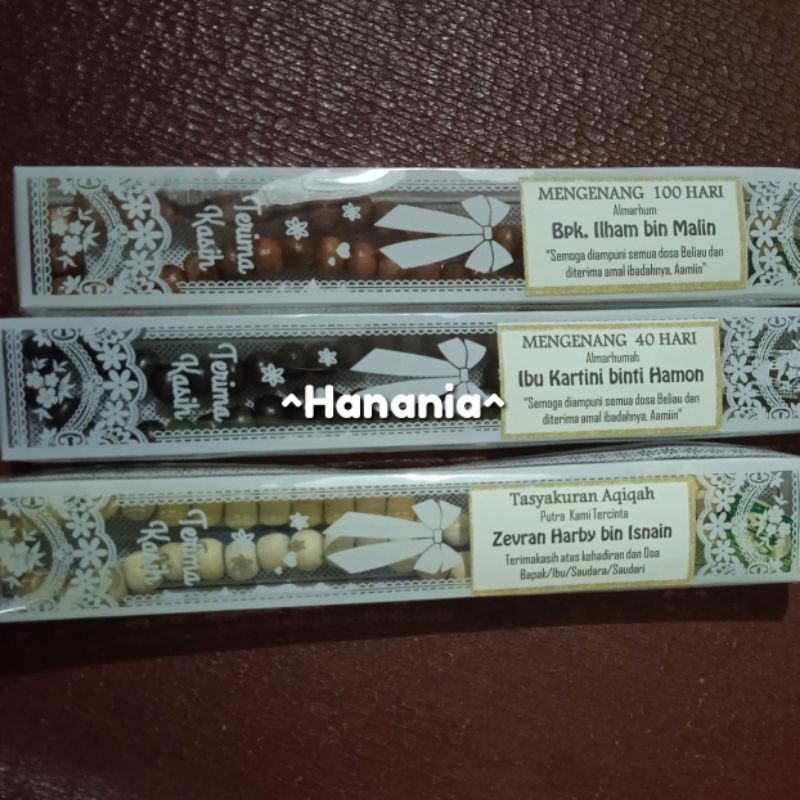 Terima
Kasih
MENGENANG 100 HARI
Almarhum
Bpk. Ilham bin Malin
"Semoga diampuni semua dosa Beliau dan
diterima amal ibadahnya, Aamiin"
Terima
Kasih
MENGENANG 40 HARI
Almarhumah
Ibu Kartini binti Hamon
"Semoga diampuni semua dosa Beliau dan
diterima amal ibadahnya, Aamiin"
^Hanania^
Terima
Kasih
Tasyakuran Aqiqah
Putra Kami Tercinta
Zevran Harby bin Isnain
Terimakasih atas kehadiran dan Doa
Bapak/Ibu/Saudara/Saudari